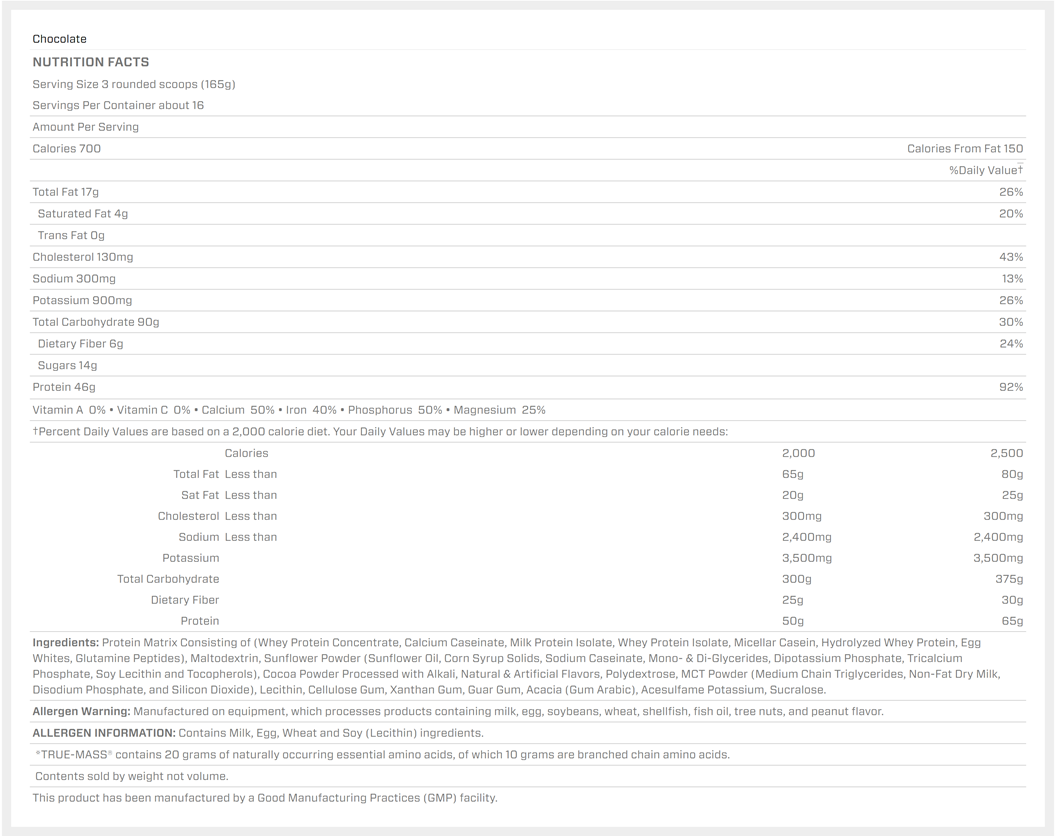 Chocolate
NUTRITION FACTS
Serving Size 3 rounded scoops (165g)
Servings Per Container about 16
Amount Per Serving
Calories 700 Calories From Fat 150
%Daily Value†
Total Fat 17g 26%
Saturated Fat 4g 20%
Trans Fat 0g
Cholesterol 130mg 43%
Sodium 300mg 13%
Potassium 900mg 26%
Total Carbohydrate 90g 30%
Dietary Fiber 6g 24%
Sugars 14g
Protein 46g 92%
Vitamin A 0% • Vitamin C 0% • Calcium 50% • Iron 40% • Phosphorus 50% • Magnesium 25%
†Percent Daily Values are based on a 2,000 calorie diet. Your Daily Values may be higher or lower depending on your calorie needs:
Calories 2,000 2,500
Total Fat Less than 65g 80g
Sat Fat Less than 20g 25g
Cholesterol Less than 300mg 300mg
Sodium Less than 2,400mg 2,400mg
Potassium 3,500mg 3,500mg
Total Carbohydrate 300g 375g
Dietary Fiber 25g 30g
Protein 50g 65g
Ingredients: Protein Matrix Consisting of (Whey Protein Concentrate, Calcium Caseinate, Milk Protein Isolate, Whey Protein Isolate, Micellar Casein, Hydrolyzed Whey Protein, Egg
Whites, Glutamine Peptides), Maltodextrin, Sunflower Powder (Sunflower Oil, Corn Syrup Solids, Sodium Caseinate, Mono- & Di-Glycerides, Dipotassium Phosphate, Tricalcium
Phosphate, Soy Lecithin and Tocopherols), Cocoa Powder Processed with Alkali, Natural & Artificial Flavors, Polydextrose, MCT Powder (Medium Chain Triglycerides, Non-Fat Dry Milk,
Disodium Phosphate, and Silicon Dioxide), Lecithin, Cellulose Gum, Xanthan Gum, Guar Gum, Acacia (Gum Arabic), Acesulfame Potassium, Sucralose.
Allergen Warning: Manufactured on equipment, which processes products containing milk, egg, soybeans, wheat, shellfish, fish oil, tree nuts, and peanut flavor.
ALLERGEN INFORMATION: Contains Milk, Egg, Wheat and Soy (Lecithin) ingredients.
*TRUE-MASS® contains 20 grams of naturally occurring essential amino acids, of which 10 grams are branched chain amino acids.
Contents sold by weight not volume.
This product has been manufactured by a Good Manufacturing Practices (GMP) facility.